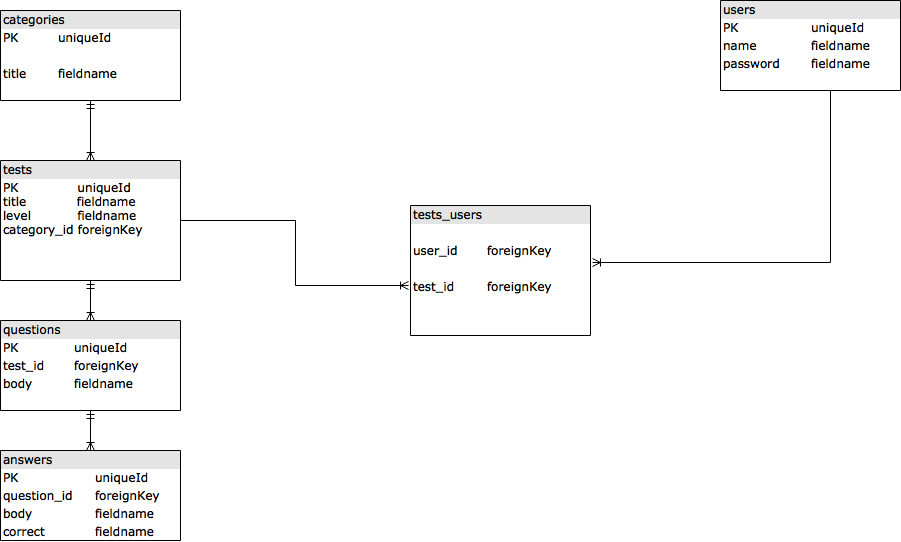 categories
PK uniqueId
title fieldname
tests
PK uniqueId
title fieldname
level fieldname
category_id foreignKey
questions
PK uniqueId
test_id foreignKey
body fieldname
answers
PK uniqueId
question_id foreignKey
body fieldname
correct fieldname
tests_users
user_id foreignKey
test_id foreignKey
users
PK uniqueId
name fieldname
password fieldname